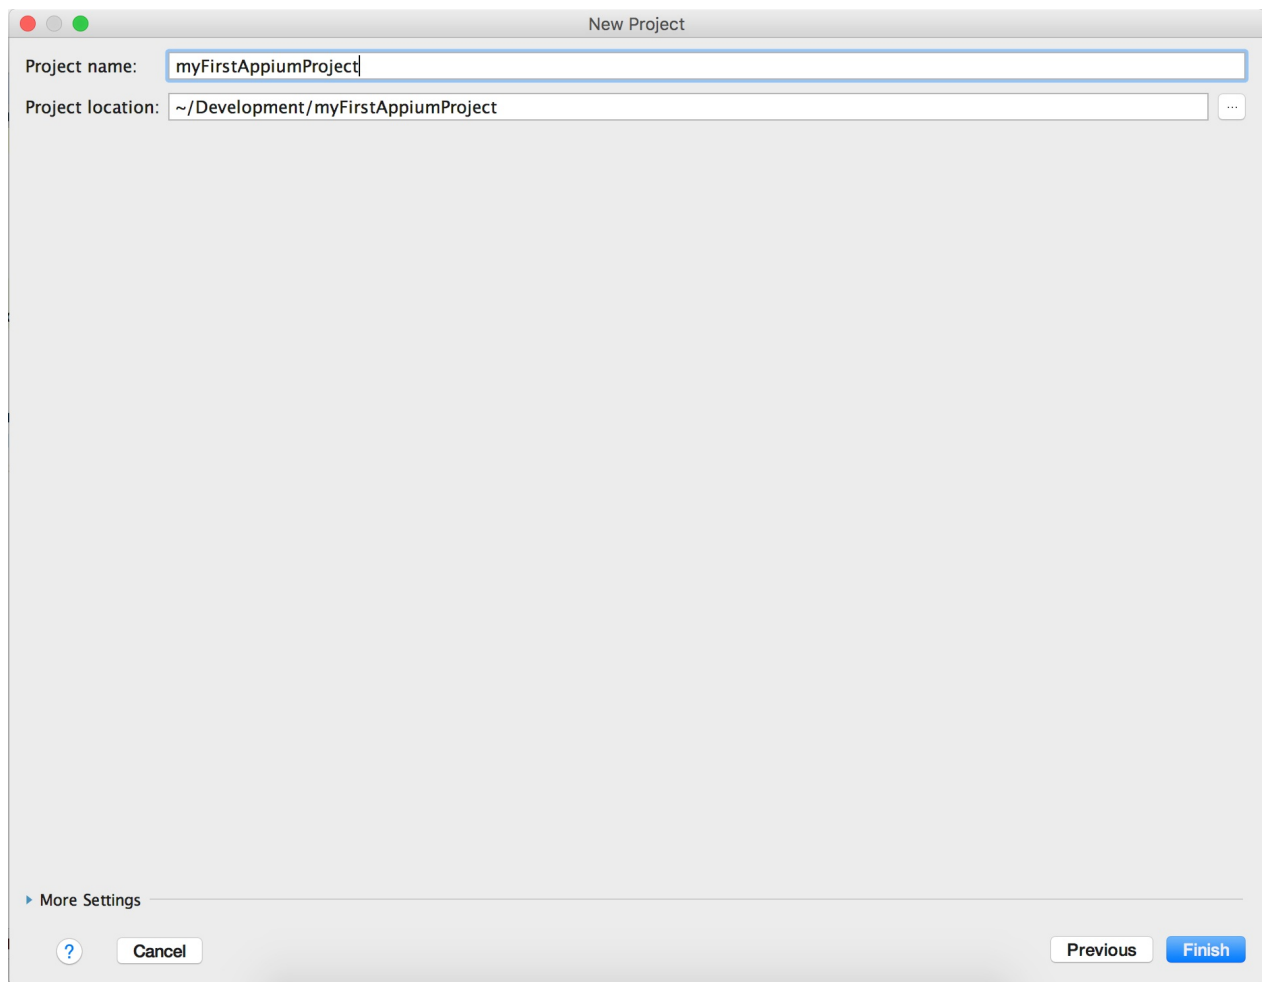 New Project
Project name: myFirstAppiumProject
Project location: ~/Development/myFirstAppiumProject ...
More Settings
? Cancel Previous Finish